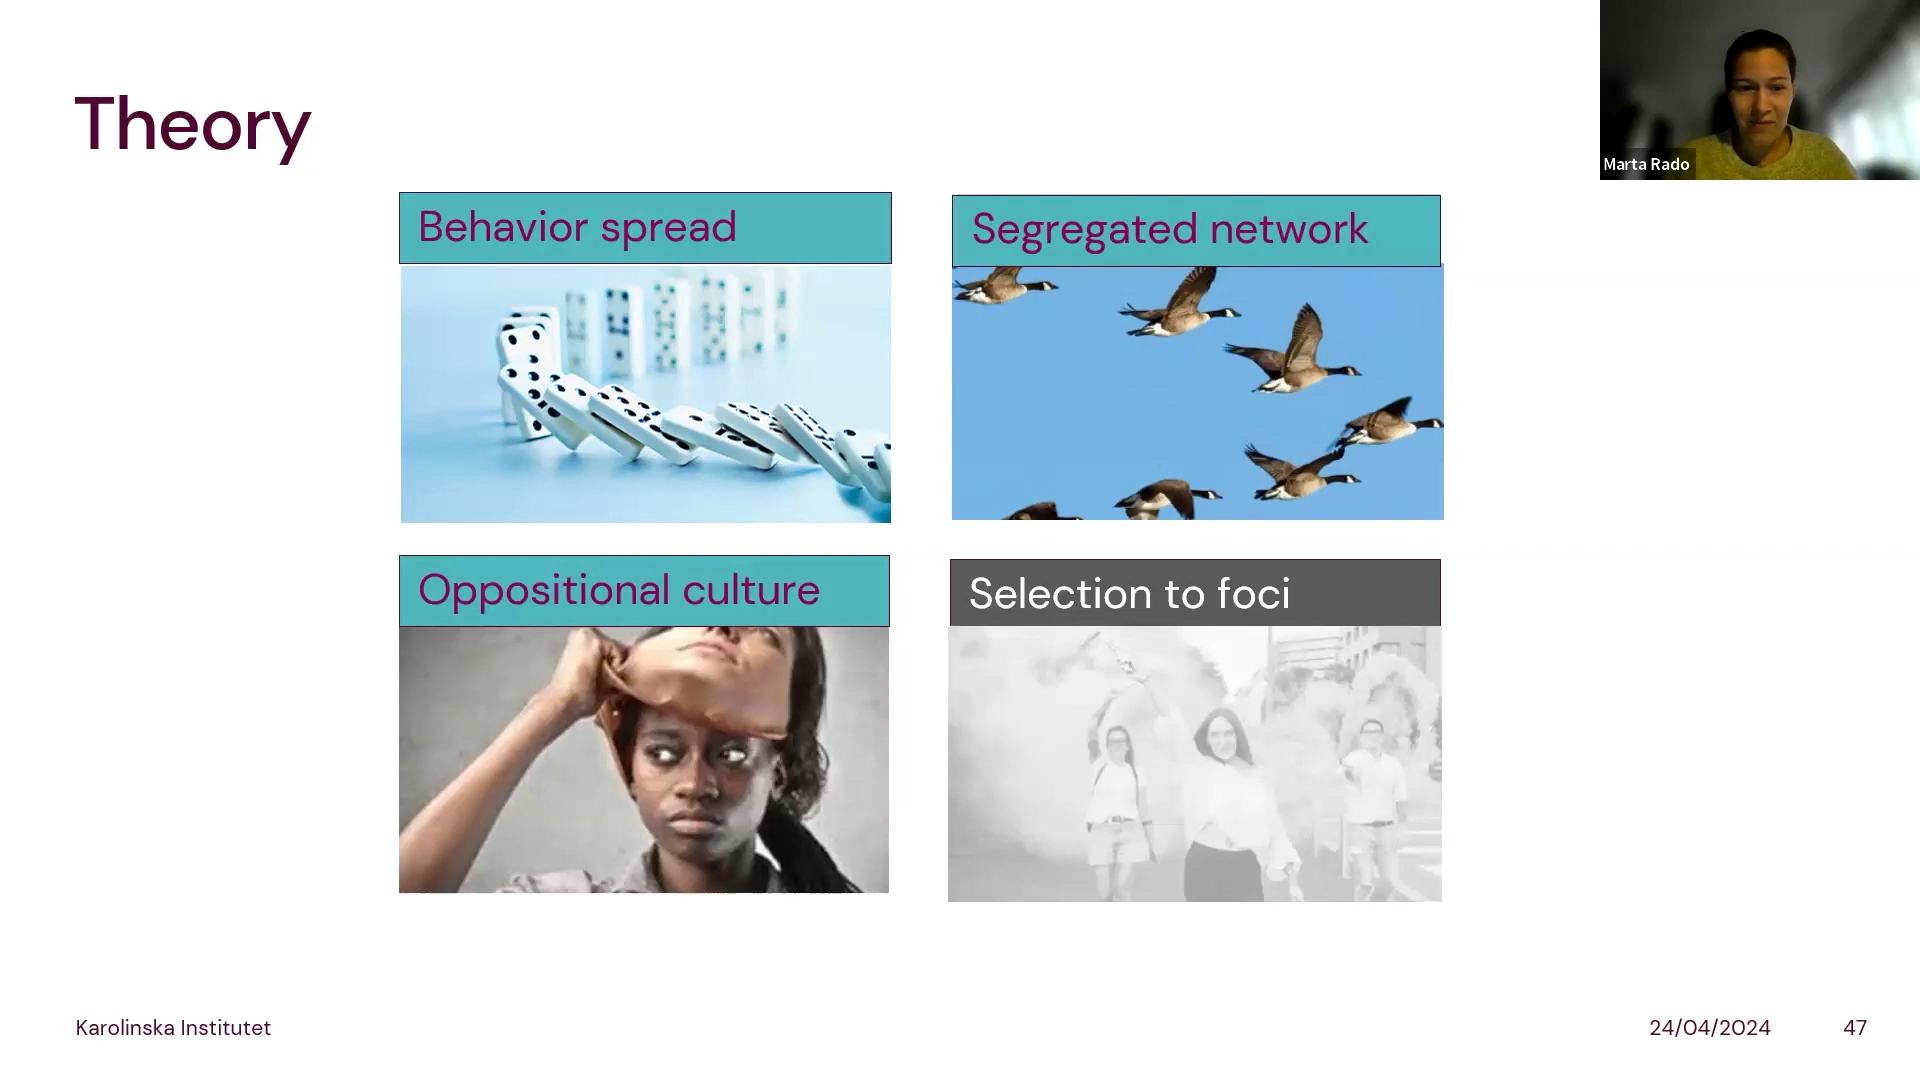 Theory
Marta Rado
Behavior spread
Segregated network
Oppositional culture
Selection to foci
Karolinska Institutet
24/04/2024
47